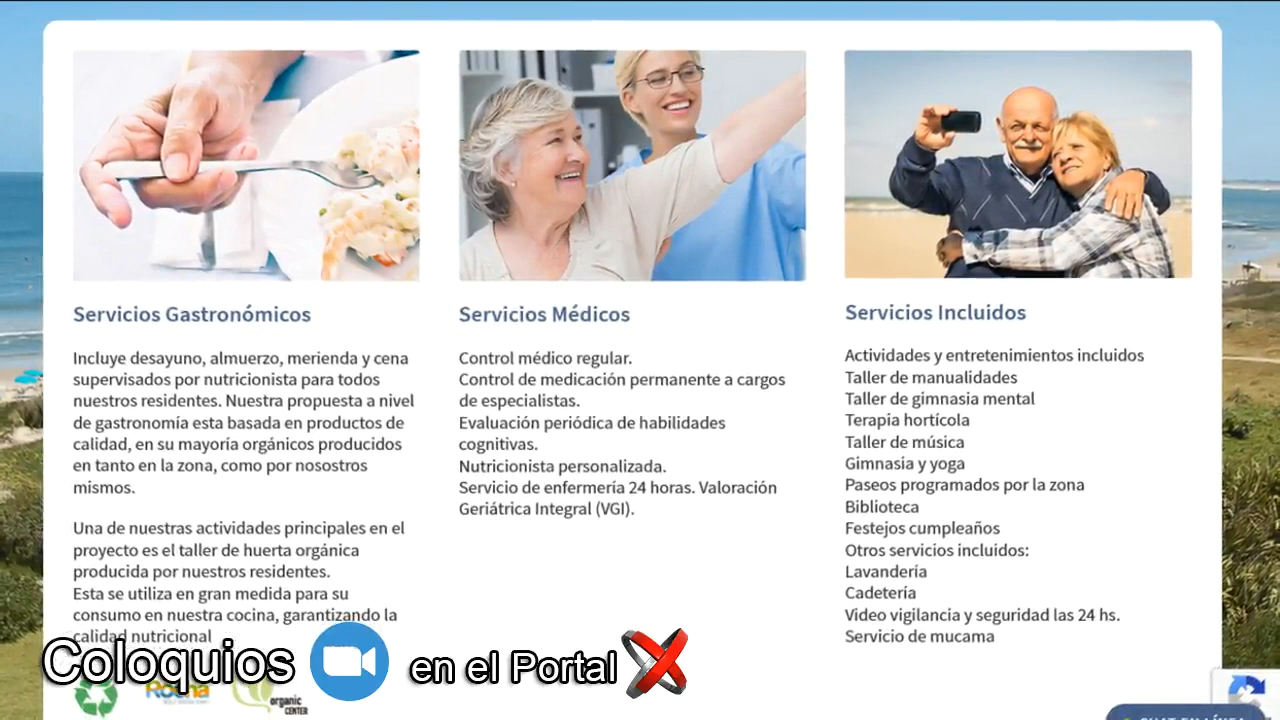 Servicios Gastronómicos
Incluye desayuno, almuerzo, merienda y cena
supervisados por nutricionista para todos
nuestros residentes. Nuestra propuesta a nivel
de gastronomía esta basada en productos de
calidad, en su mayoría orgánicos producidos
en tanto en la zona, como por nosostros
mismos.
Una de nuestras actividades principales en el
proyecto es el taller de huerta orgánica
producida por nuestros residentes.
Esta se utiliza en gran medida para su
consumo en nuestra cocina, garantizando la
calidad nutricional
Servicios Médicos
Control médico regular.
Control de medicación permanente a cargos
de especialistas.
Evaluación periódica de habilidades
cognitivas.
Nutricionista personalizada.
Servicio de enfermería 24 horas. Valoración
Geriátrica Integral (VGI).
Servicios Incluidos
Actividades y entretenimientos incluidos
Taller de manualidades
Taller de gimnasia mental
Terapia hortícola
Taller de música
Gimnasia y yoga
Paseos programados por la zona
Biblioteca
Festejos cumpleaños
Otros servicios incluidos:
Lavandería
Cadetería
Video vigilancia y seguridad las 24 hs.
Servicio de mucama
Coloquios en el Portal
organic
CENTER
CHAT EN LÍNEA